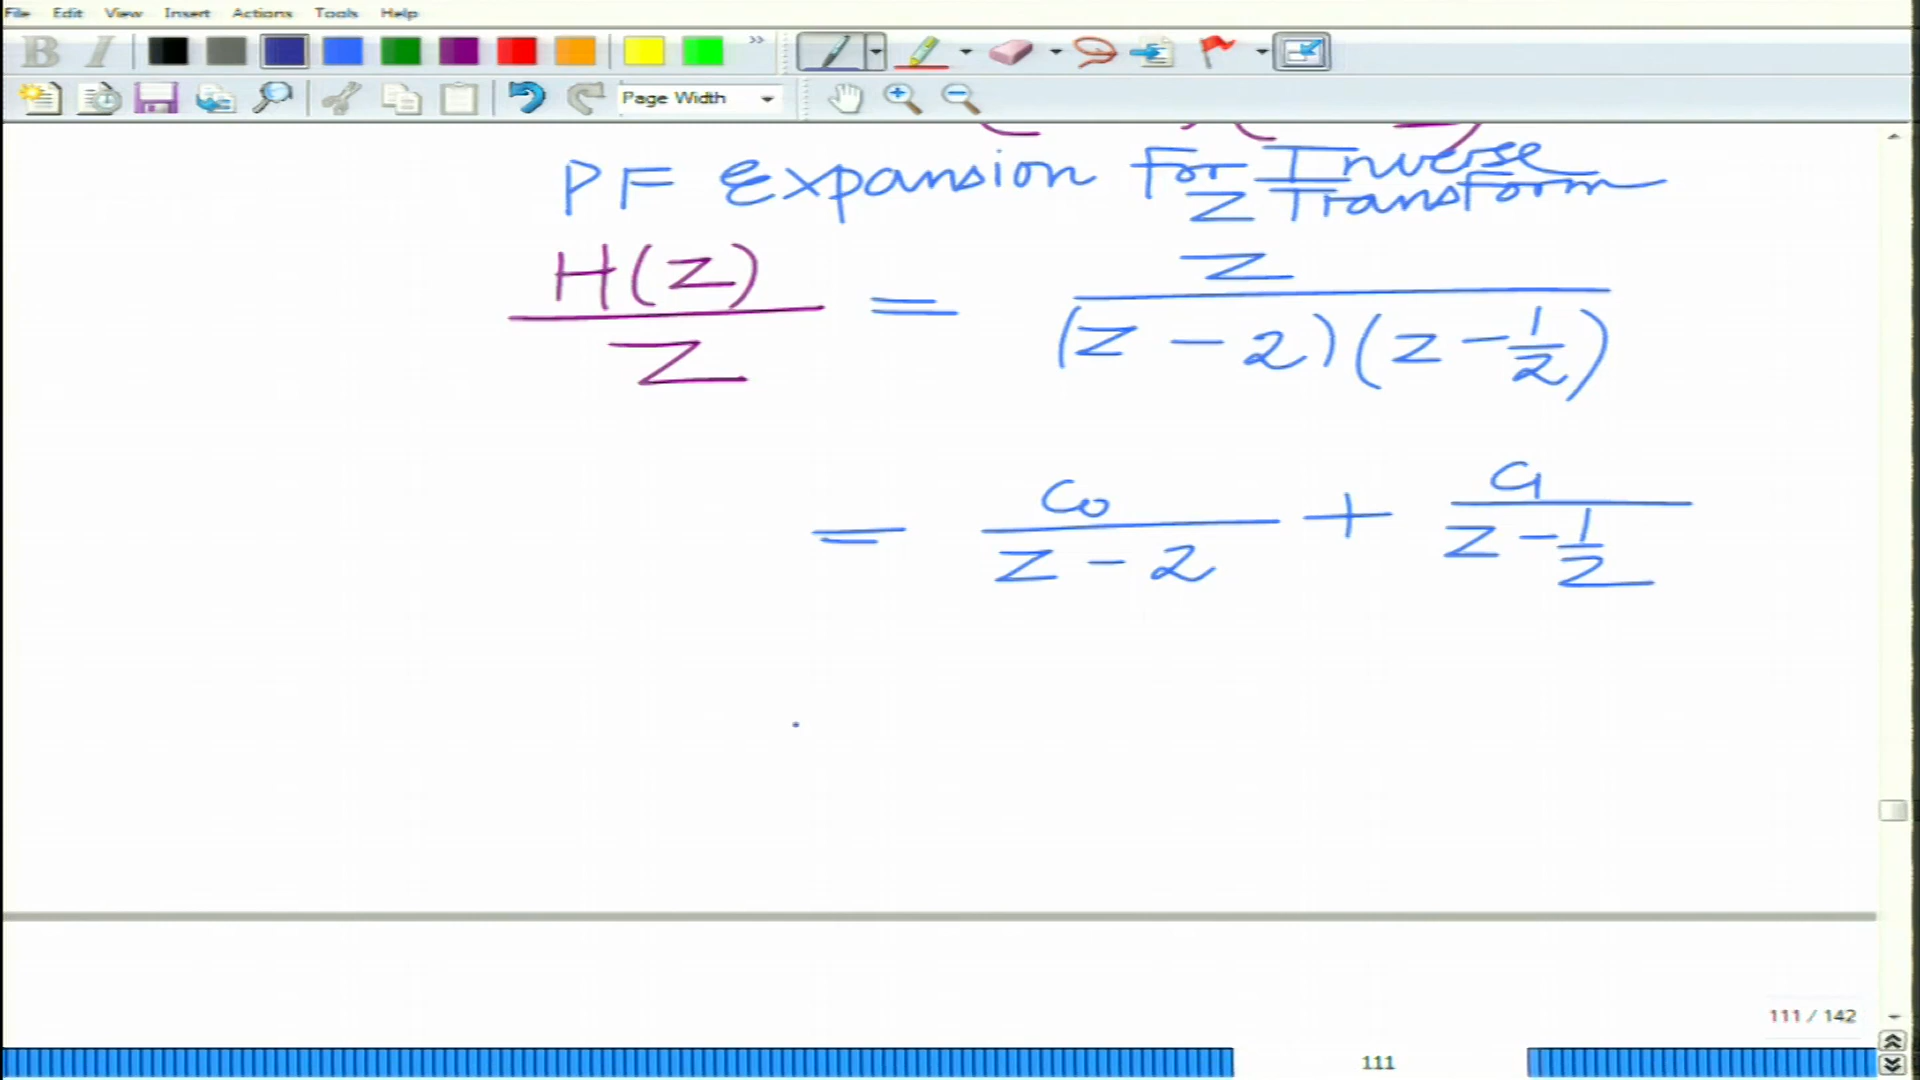 File Edit View Insert Actions Tools Help
B I
Page Width
PF Expansion For Inverse
Z Transform
H(z)/z = z/((z - 2)(z - 1/2))
= C0/(z - 2) + C1/(z - 1/2)
111 / 142
111